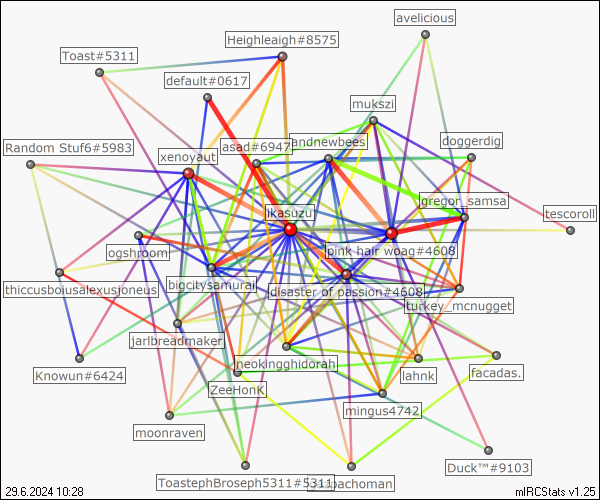 avelicious
Heighleaigh#8575
Toast#5311
default#0617
mukszi
asad#6947
andnewbees
doggerdig
Random Stuf6#5983
xenoyaut
gregor_samsa
ikasuzu
tescoroll
ogshroom
pink hair woag#4608
thiccusboiusalexusjoneus
bigcitysamurai
disaster of passion#4608
turkey_mcnugget
jarlbreadmaker
neokingghidorah
lahnk
facadas.
Knowun#6424
ZeeHonK
mingus4742
moonraven
Duck™#9103
ToastephBroseph5311#5311
pachoman
29.6.2024 10:28
mIRCStats v1.25